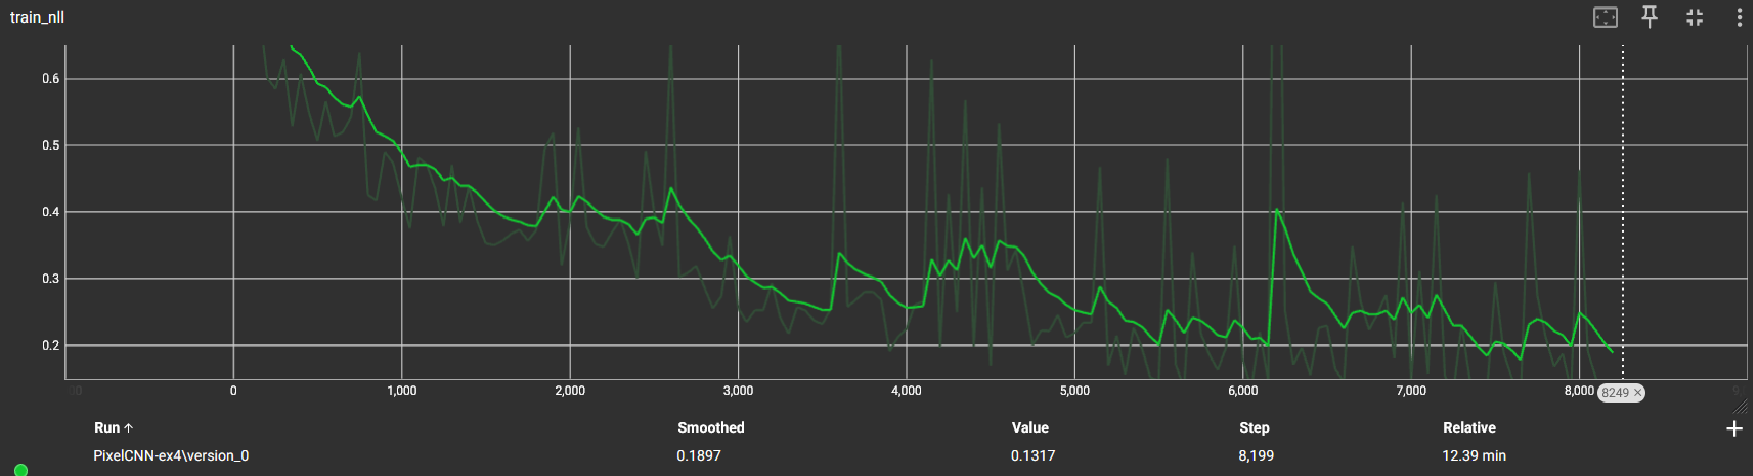 train_nll
0.6
0.5
0.4
0.3
0.2
0 1,000 2,000 3,000 4,000 5,000 6,000 7,000 8,000 8249 ×
Run ↑ Smoothed Value Step Relative
PixelCNN-ex4\version_0 0.1897 0.1317 8,199 12.39 min